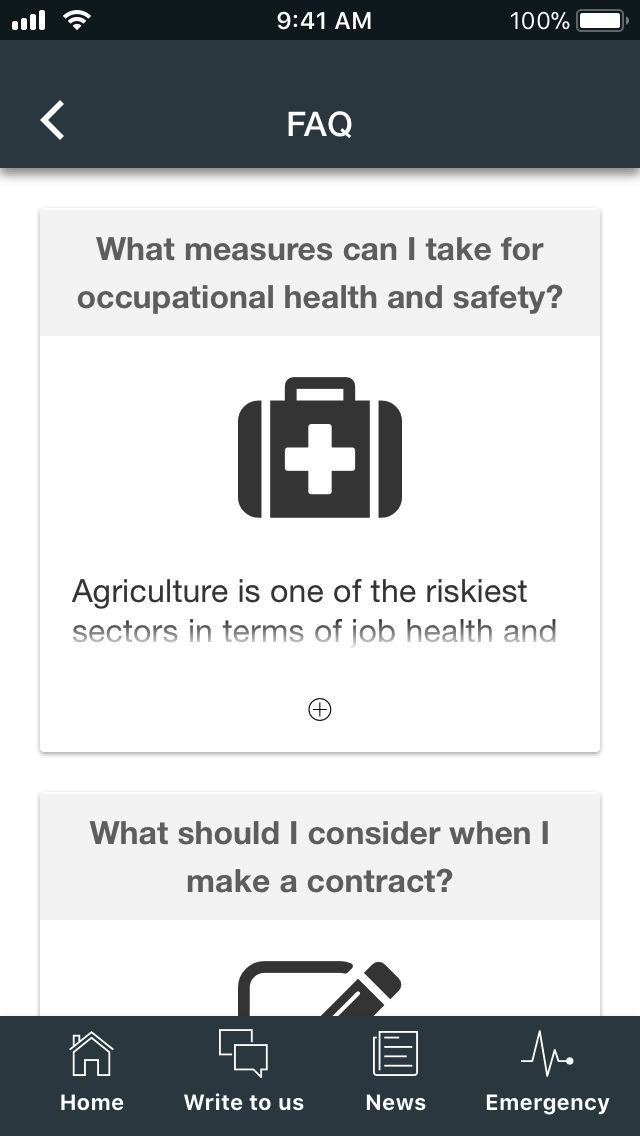 9:41 AM 100%
FAQ
What measures can I take for
occupational health and safety?
Agriculture is one of the riskiest
sectors in terms of job health and
What should I consider when I
make a contract?
Home Write to us News Emergency